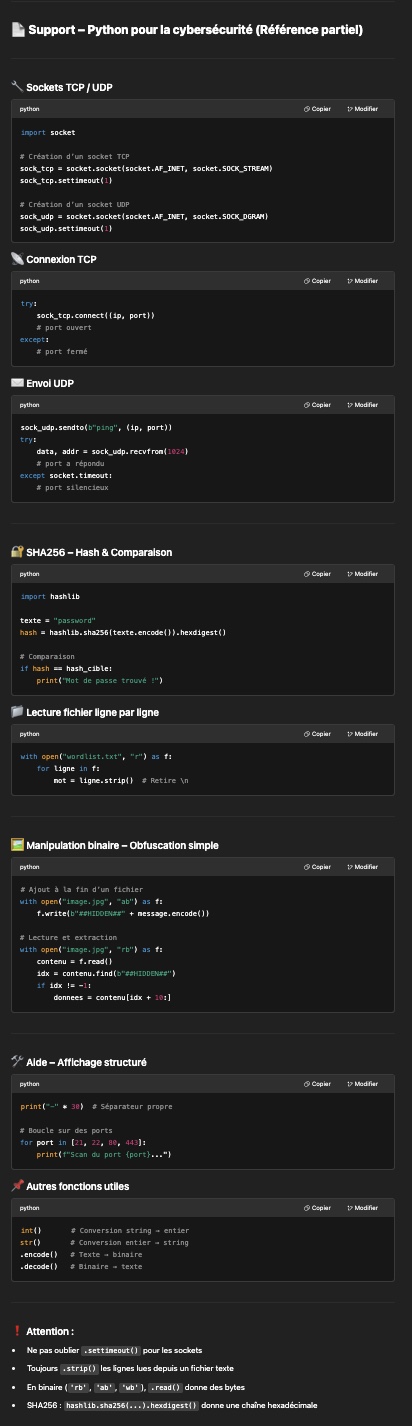 Support – Python pour la cybersécurité (Référence partiel)
Sockets TCP / UDP
python Copier Modifier
import socket
# Création d'un socket TCP
sock_tcp = socket.socket(socket.AF_INET, socket.SOCK_STREAM)
sock_tcp.settimeout(1)
# Création d'un socket UDP
sock_udp = socket.socket(socket.AF_INET, socket.SOCK_DGRAM)
sock_udp.settimeout(1)
Connexion TCP
python Copier Modifier
try:
    sock_tcp.connect((ip, port))
    # port ouvert
except:
    # port fermé
Envoi UDP
python Copier Modifier
sock_udp.sendto(b"ping", (ip, port))
try:
    data, addr = sock_udp.recvfrom(1024)
    # port a répondu
except socket.timeout:
    # port silencieux
SHA256 – Hash & Comparaison
python Copier Modifier
import hashlib
texte = "password"
hash = hashlib.sha256(texte.encode()).hexdigest()
# Comparaison
if hash == hash_cible:
    print("Mot de passe trouvé !")
Lecture fichier ligne par ligne
python Copier Modifier
with open("wordlist.txt", "r") as f:
    for ligne in f:
        mot = ligne.strip()  # Retire \n
Manipulation binaire – Obfuscation simple
python Copier Modifier
# Ajout à la fin d'un fichier
with open("image.jpg", "ab") as f:
    f.write(b"##HIDDEN##" + message.encode())
# Lecture et extraction
with open("image.jpg", "rb") as f:
    contenu = f.read()
    idx = contenu.find(b"##HIDDEN##")
    if idx != -1:
        donnees = contenu[idx + 10:]
Aide – Affichage structuré
python Copier Modifier
print("-" * 30)  # Séparateur propre
# Boucle sur des ports
for port in [21, 22, 80, 443]:
    print(f"Scan du port {port}...")
Autres fonctions utiles
python Copier Modifier
int()       # Conversion string → entier
str()       # Conversion entier → string
.encode()   # Texte → binaire
.decode()   # Binaire → texte
Attention :
• Ne pas oublier .settimeout() pour les sockets
• Toujours .strip() les lignes lues depuis un fichier texte
• En binaire ( 'rb', 'ab', 'wb' ), .read() donne des bytes
• SHA256 : hashlib.sha256(...).hexdigest() donne une chaîne hexadécimale